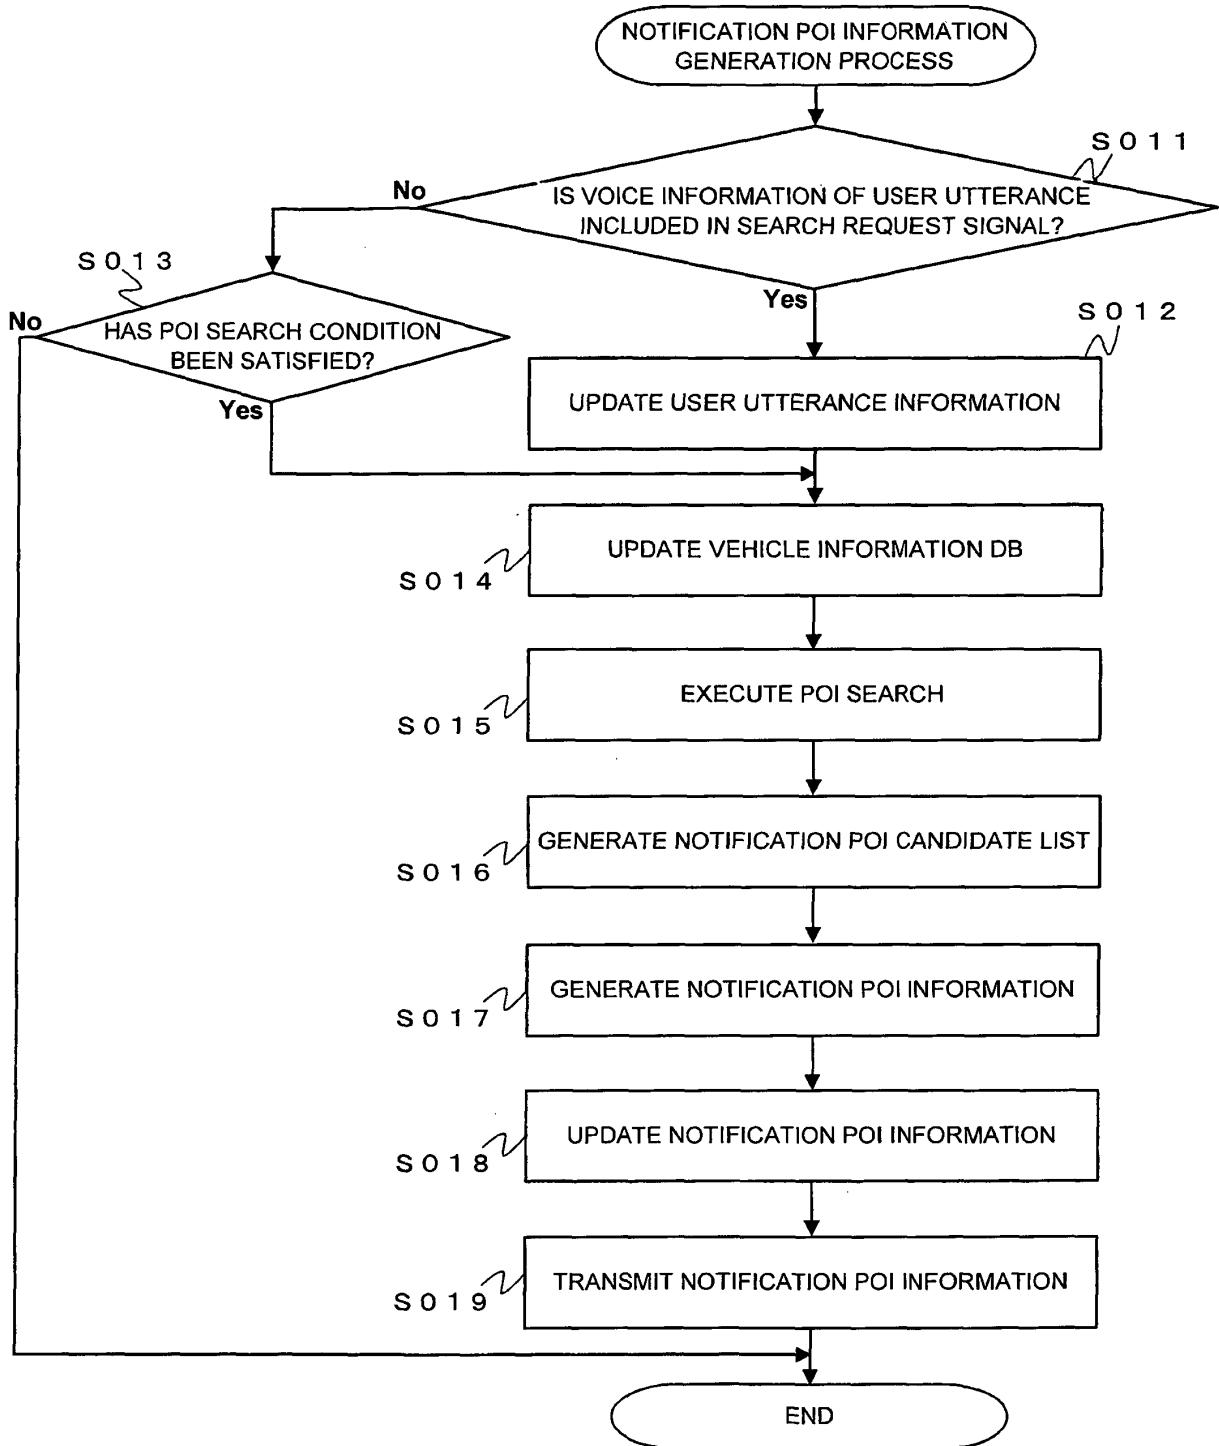 NOTIFICATION POI INFORMATION
GENERATION PROCESS
S011
No
IS VOICE INFORMATION OF USER UTTERANCE
INCLUDED IN SEARCH REQUEST SIGNAL?
S013
Yes
No
HAS POI SEARCH CONDITION
BEEN SATISFIED?
S012
Yes
UPDATE USER UTTERANCE INFORMATION
UPDATE VEHICLE INFORMATION DB
S014
EXECUTE POI SEARCH
S015
GENERATE NOTIFICATION POI CANDIDATE LIST
S016
GENERATE NOTIFICATION POI INFORMATION
S017
UPDATE NOTIFICATION POI INFORMATION
S018
TRANSMIT NOTIFICATION POI INFORMATION
S019
END